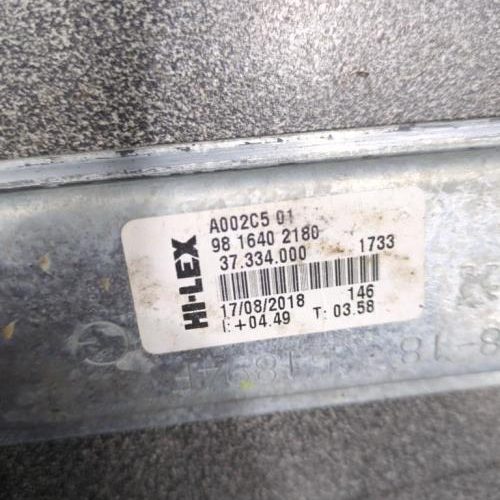 HI-LEX
A002C5 01
98 1640 2180
37.334.000 1733
17/08/2018 146
I:+04.49 T: 03.58